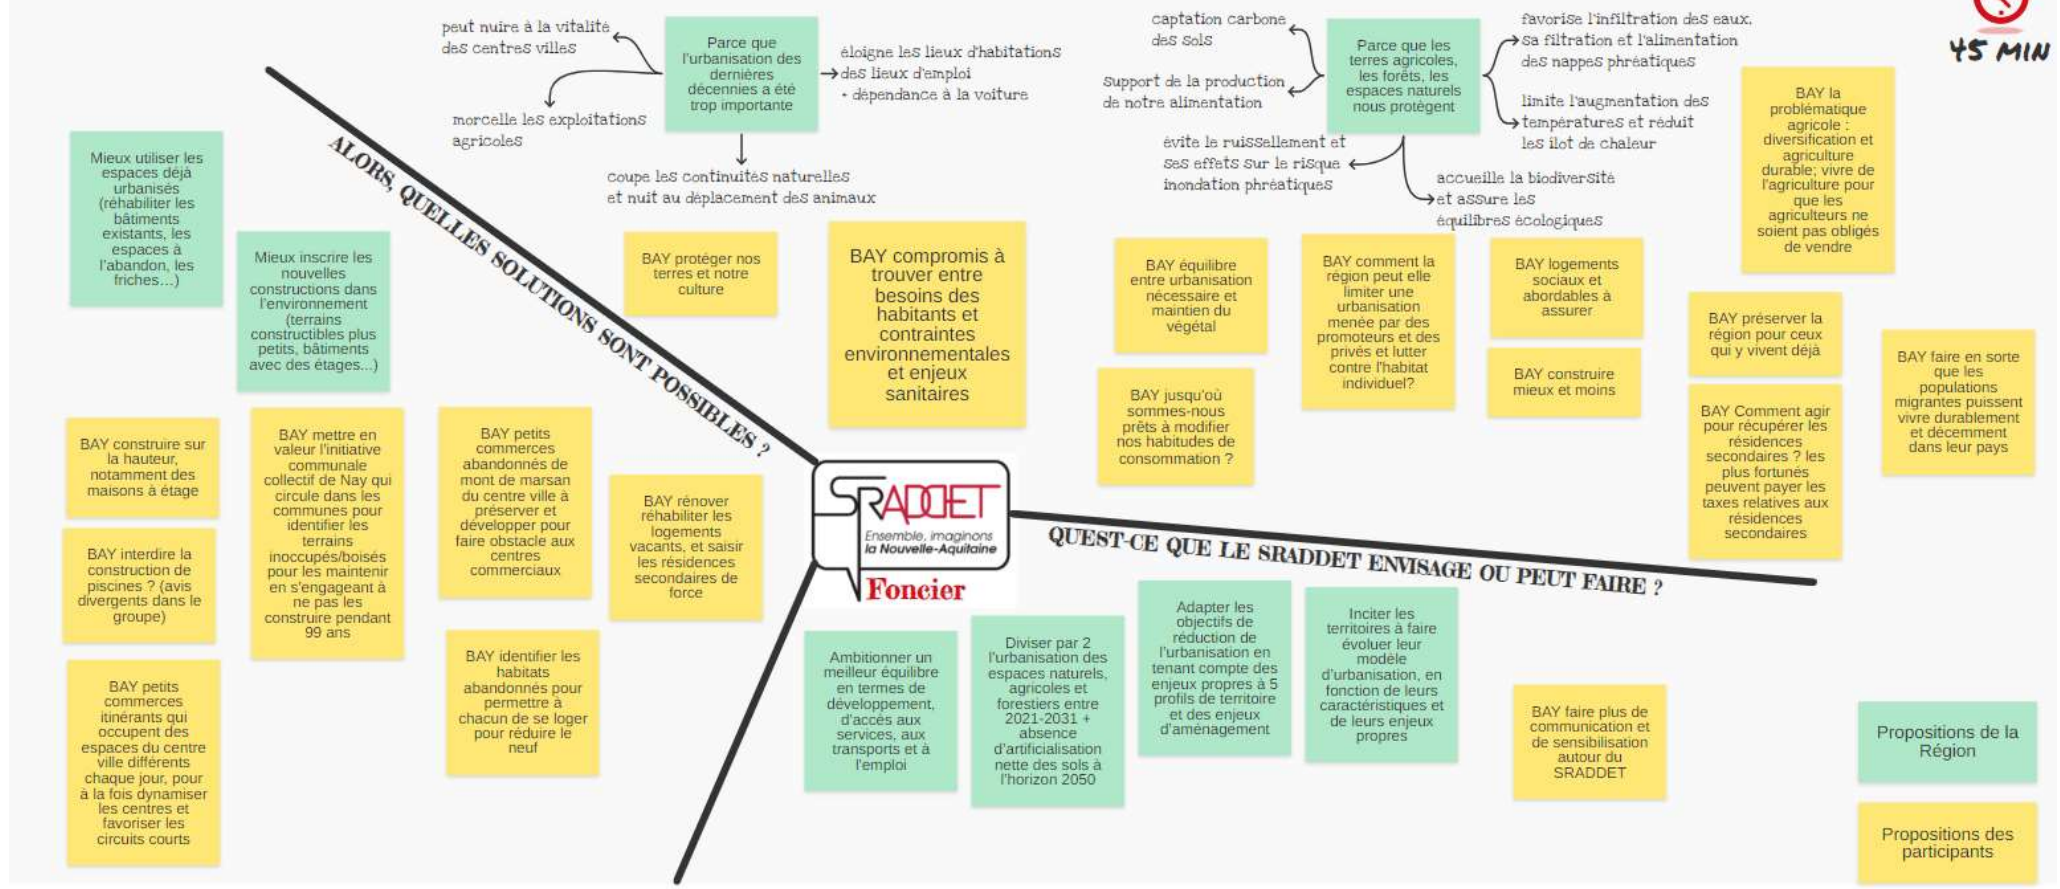 45 MIN
peut nuire à la vitalité
des centres villes
morcelle les exploitations
agricoles
Parce que
l'urbanisation des
dernières
décennies a été
trop importante
éloigne les lieux d'habitations
des lieux d'emploi
+ dépendance à la voiture
coupe les continuités naturelles
et nuit au déplacement des animaux
captation carbone
des sols
support de la production
de notre alimentation
évite le ruissellement et
ses effets sur le risque
inondation phréatiques
Parce que les
terres agricoles,
les forêts, les
espaces naturels
nous protègent
favorise l'infiltration des eaux,
sa filtration et l'alimentation
des nappes phréatiques
limite l'augmentation des
températures et réduit
les îlot de chaleur
accueille la biodiversité
et assure les
équilibres écologiques
BAY la
problématique
agricole :
diversification et
agriculture
durable; vivre de
l'agriculture pour
que les
agriculteurs ne
soient pas obligés
de vendre
BAY protéger nos
terres et notre
culture
BAY compromis à
trouver entre
besoins des
habitants et
contraintes
environnementales
et enjeux
sanitaires
BAY équilibre
entre urbanisation
nécessaire et
maintien du
végétal
BAY comment la
région peut elle
limiter une
urbanisation
menée par des
promoteurs et des
privés et lutter
contre l'habitat
individuel?
BAY logements
sociaux et
abordables à
assurer
BAY préserver la
région pour ceux
qui y vivent déjà
BAY faire en sorte
que les
populations
migrantes puissent
vivre durablement
et décemment
dans leur pays
BAY jusqu'où
sommes-nous
prêts à modifier
nos habitudes de
consommation ?
BAY construire
mieux et moins
BAY Comment agir
pour récupérer les
résidences
secondaires ? les
plus fortunés
peuvent payer les
taxes relatives aux
résidences
secondaires
ALORS, QUELLES SOLUTIONS SONT POSSIBLES ?
Mieux utiliser les
espaces déjà
urbanisés
(réhabiliter les
bâtiments
existants, les
espaces à
l'abandon, les
friches...)
Mieux inscrire les
nouvelles
constructions dans
l'environnement
(terrains
constructibles plus
petits, bâtiments
avec des étages...)
BAY construire sur
la hauteur,
notamment des
maisons à étage
BAY mettre en
valeur l'initiative
communale
collectif de Nay qui
circule dans les
communes pour
identifier les
terrains
inoccupés/boisés
pour les maintenir
en s'engageant à
ne pas les
construire pendant
99 ans
BAY petits
commerces
abandonnés de
mont de marsan
du centre ville à
préserver et
développer pour
faire obstacle aux
centres
commerciaux
BAY rénover
réhabiliter les
logements
vacants, et saisir
les résidences
secondaires de
force
BAY interdire la
construction de
piscines ? (avis
divergents dans le
groupe)
BAY identifier les
habitats
abandonnés pour
permettre à
chacun de se loger
pour réduire le
neuf
BAY petits
commerces
itinérants qui
occupent des
espaces du centre
ville différents
chaque jour, pour
à la fois dynamiser
les centres et
favoriser les
circuits courts
SRADDET
Ensemble, imaginons
la Nouvelle-Aquitaine
Foncier
QUEST-CE QUE LE SRADDET ENVISAGE OU PEUT FAIRE ?
Ambitionner un
meilleur équilibre
en termes de
développement,
d'accès aux
services, aux
transports et à
l'emploi
Diviser par 2
l'urbanisation des
espaces naturels,
agricoles et
forestiers entre
2021-2031 +
absence
d'artificialisation
nette des sols à
l'horizon 2050
Adapter les
objectifs de
réduction de
l'urbanisation en
tenant compte des
enjeux propres à 5
profils de territoire
et des enjeux
d'aménagement
Inciter les
territoires à faire
évoluer leur
modèle
d'urbanisation, en
fonction de leurs
caractéristiques et
de leurs enjeux
propres
BAY faire plus de
communication et
de sensibilisation
autour du
SRADDET
Propositions de la
Région
Propositions des
participants